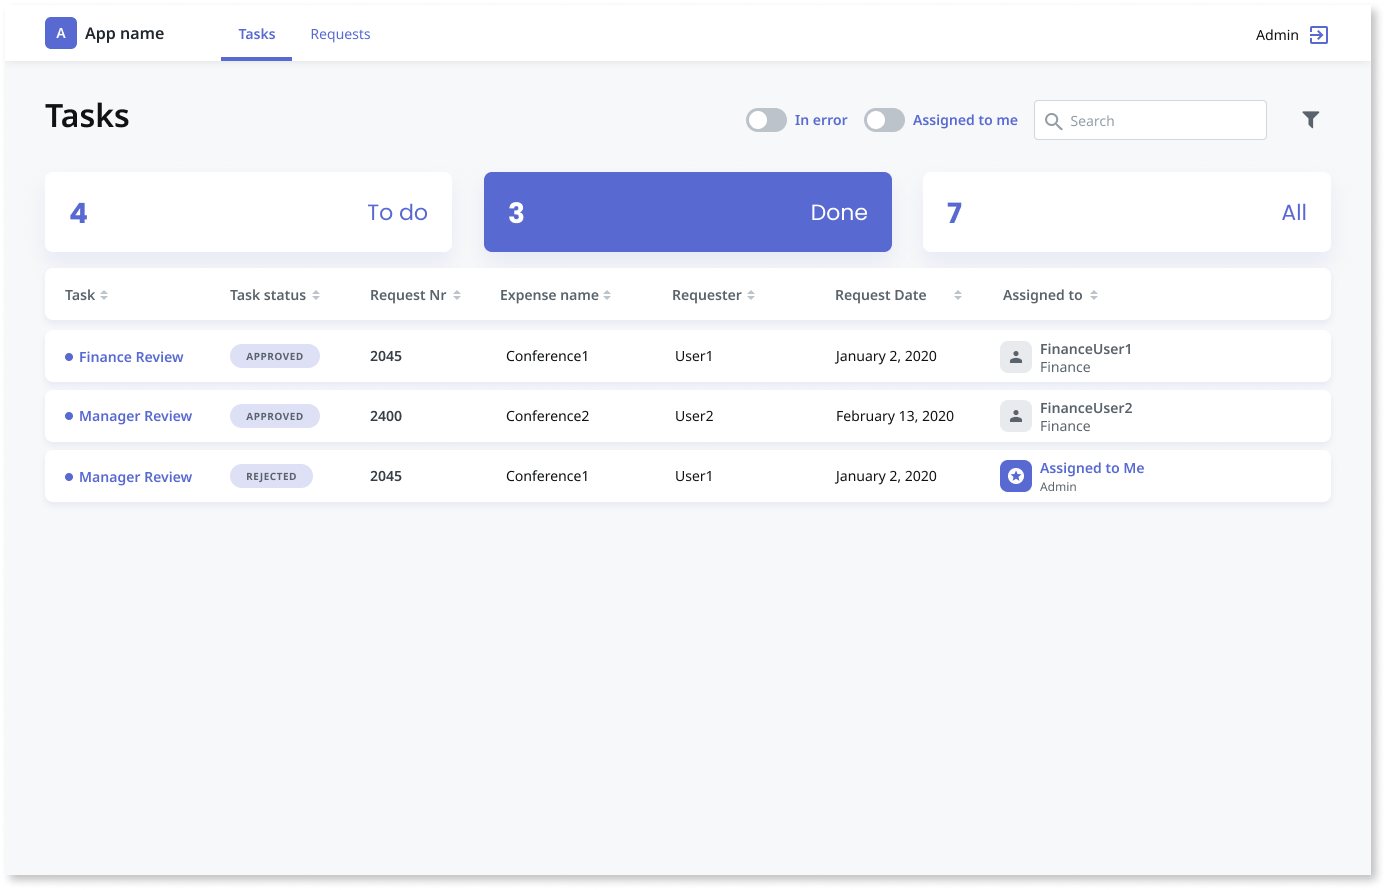 A App name Tasks Requests Admin
Tasks In error Assigned to me Search
4 To do 3 Done 7 All
Task Task status Request Nr Expense name Requester Request Date Assigned to
Finance Review APPROVED 2045 Conference1 User1 January 2, 2020 FinanceUser1
Finance
Manager Review APPROVED 2400 Conference2 User2 February 13, 2020 FinanceUser2
Finance
Manager Review REJECTED 2045 Conference1 User1 January 2, 2020 Assigned to Me
Admin